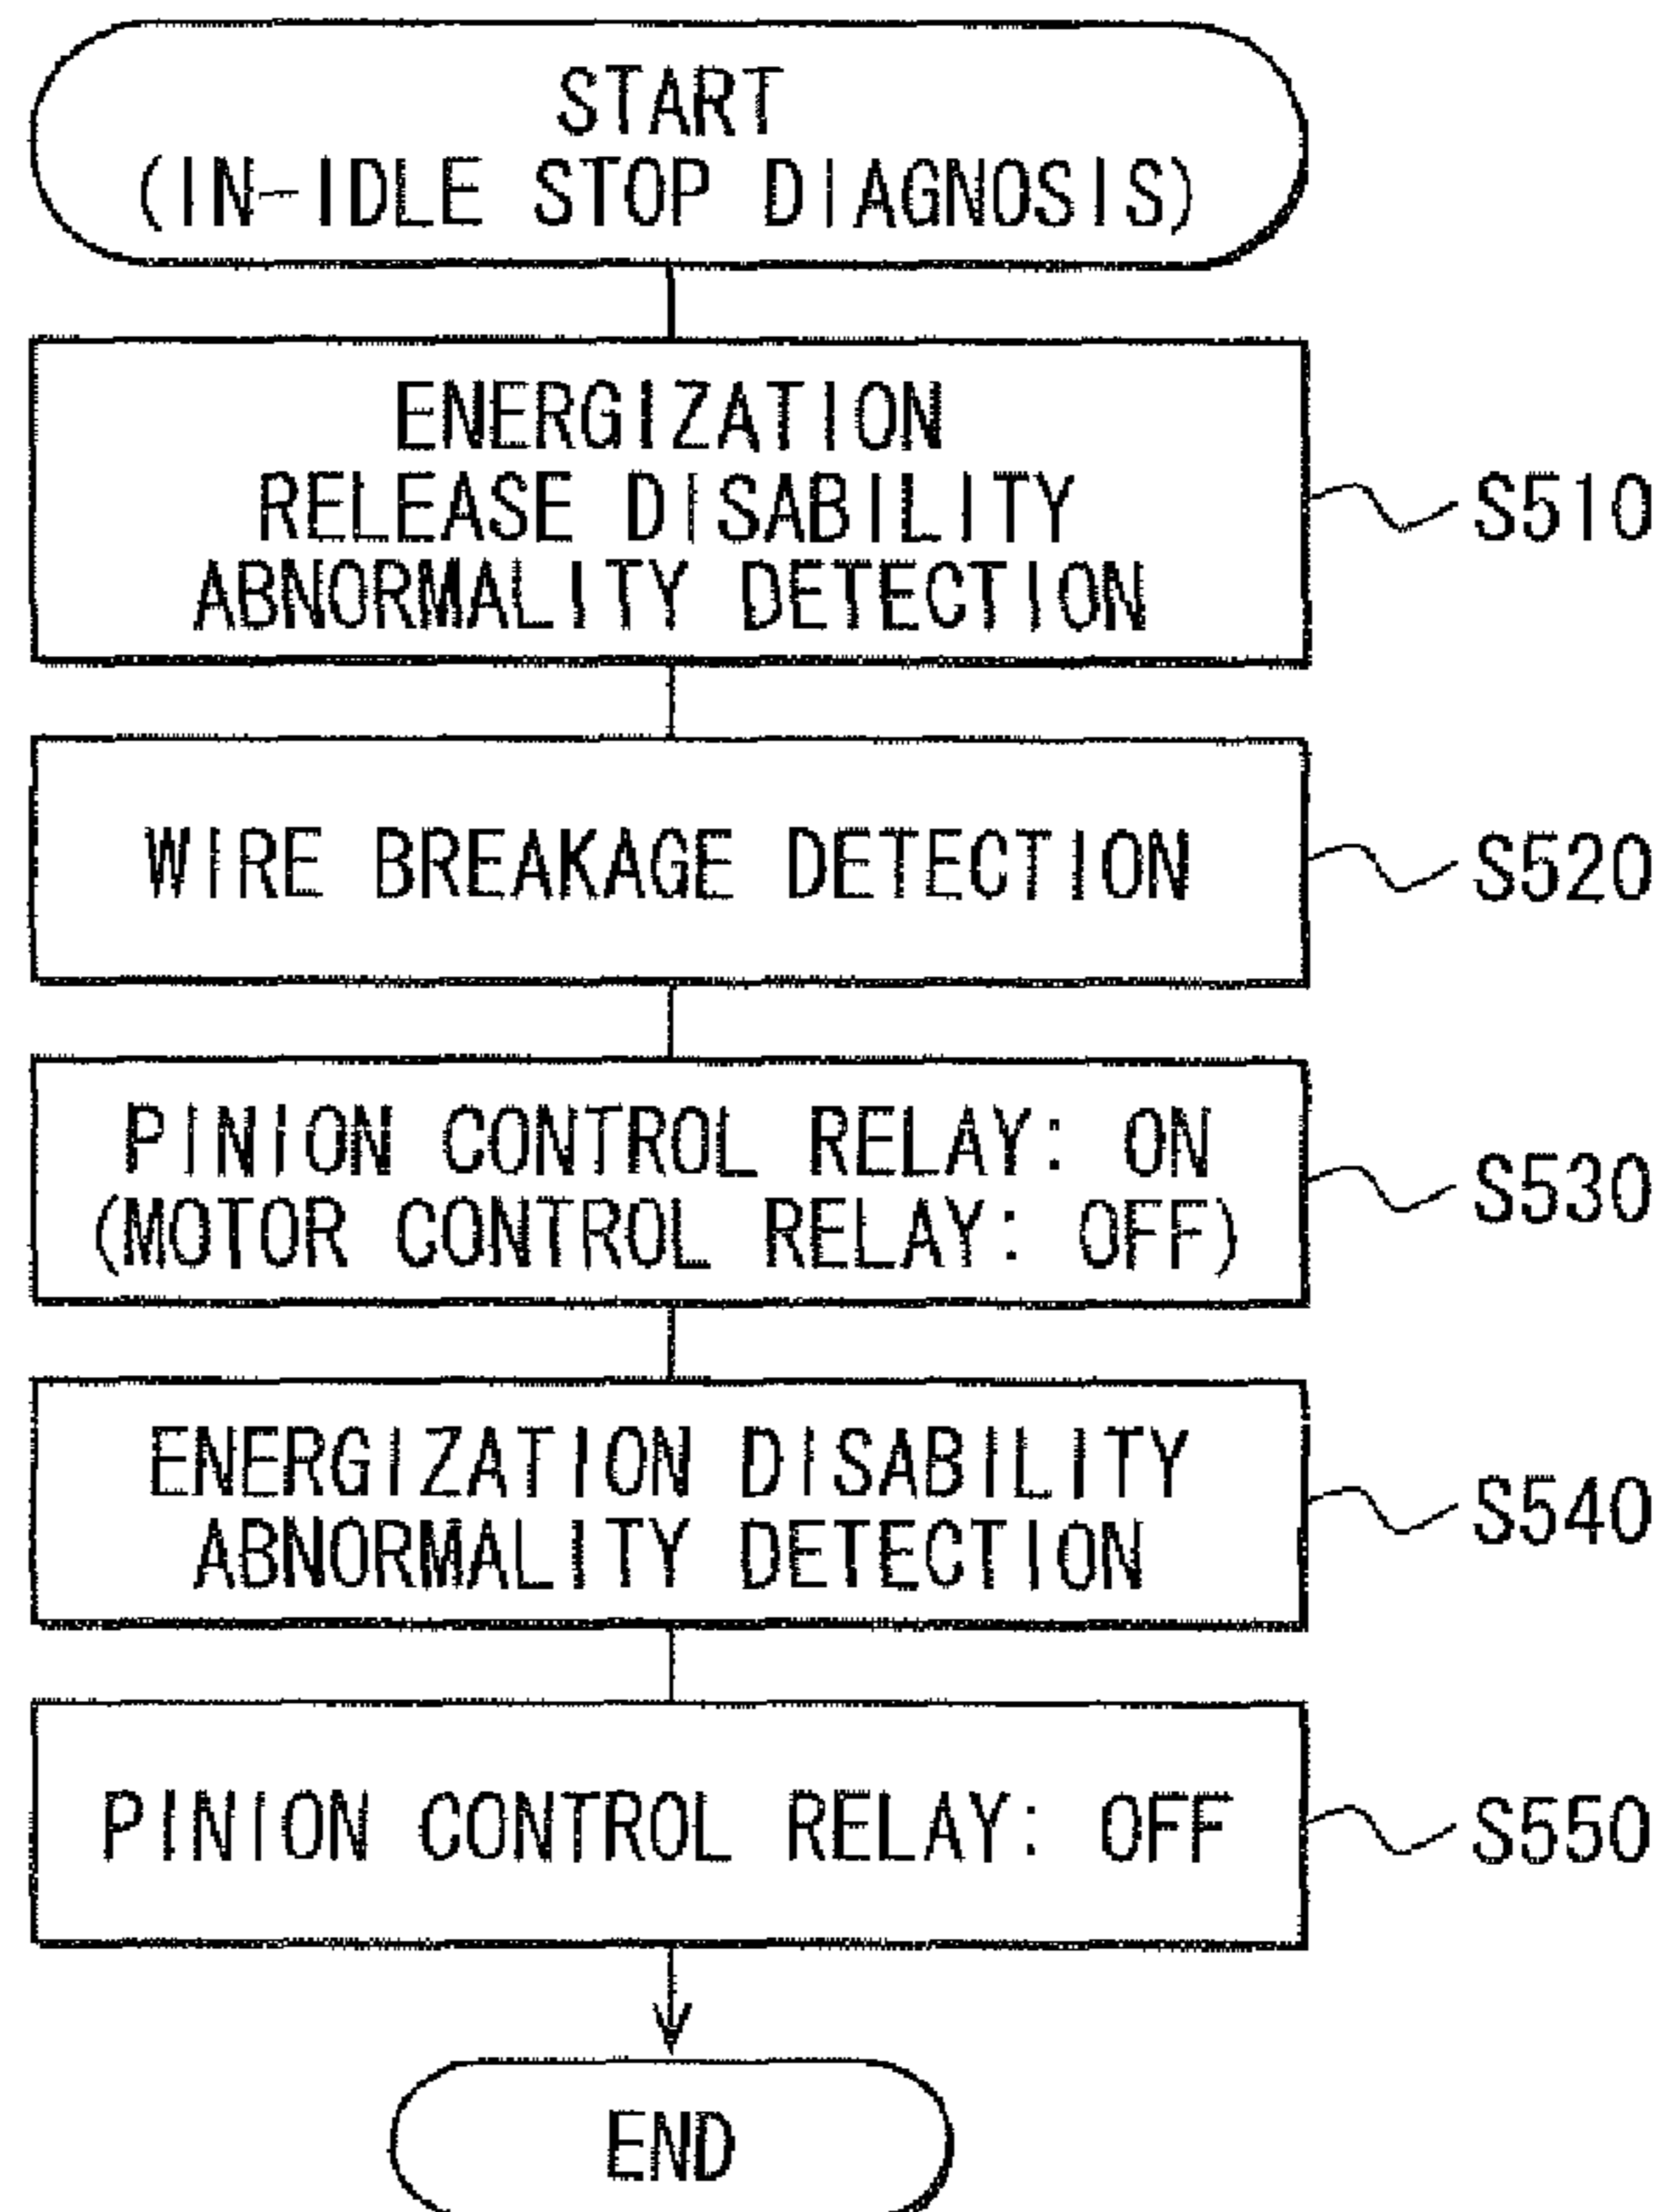 START
(IN-IDLE STOP DIAGNOSIS)
ENERGIZATION
RELEASE DISABILITY
ABNORMALITY DETECTION
S510
WIRE BREAKAGE DETECTION
S520
PINION CONTROL RELAY: ON
(MOTOR CONTROL RELAY: OFF)
S530
ENERGIZATION DISABILITY
ABNORMALITY DETECTION
S540
PINION CONTROL RELAY: OFF
S550
END